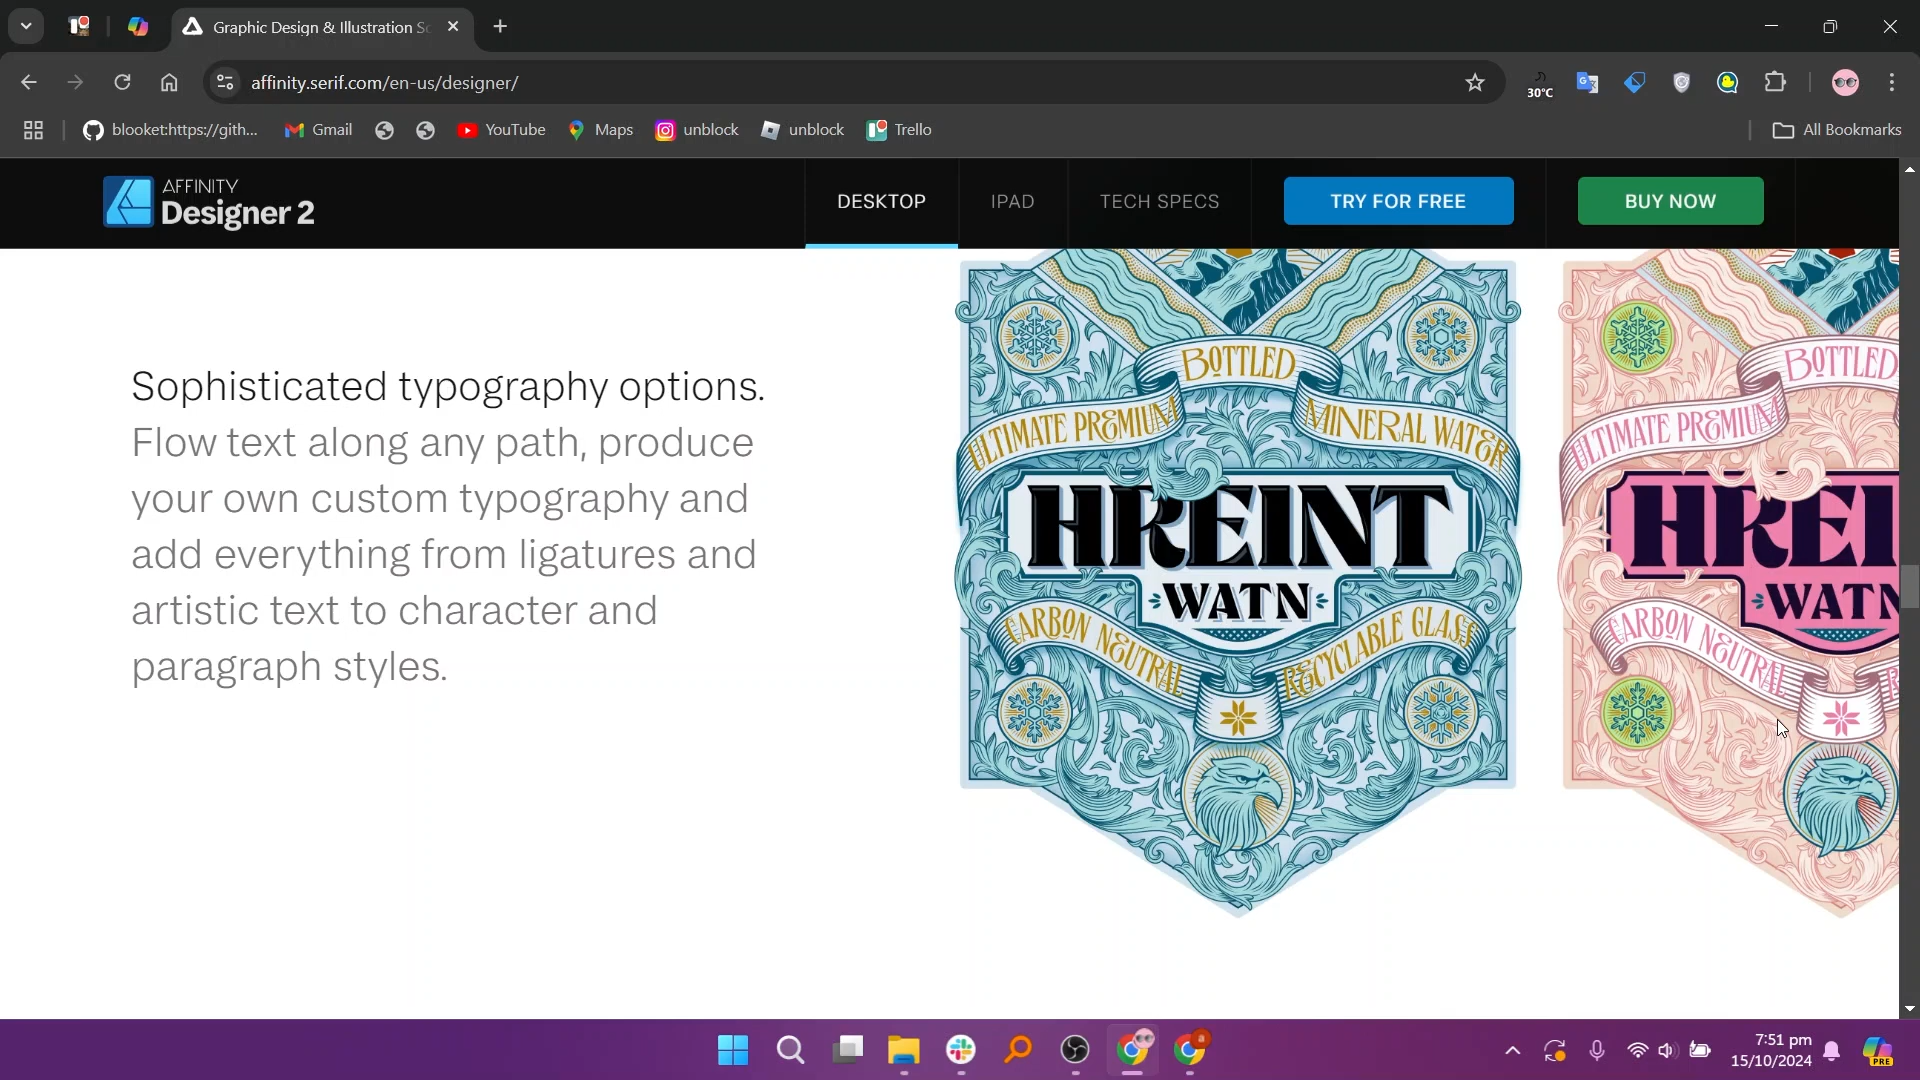 Graphic Design & Illustration So
affinity.serif.com/en-us/designer/
30°C
blooket:https://gith...
Gmail
YouTube
Maps
unblock
unblock
Trello
All Bookmarks
AFFINITY
Designer 2
DESKTOP
IPAD
TECH SPECS
TRY FOR FREE
BUY NOW
Sophisticated typography options.
Flow text along any path, produce
your own custom typography and
add everything from ligatures and
artistic text to character and
paragraph styles.
BOTTLED
ULTIMATE PREMIUM
MINERAL WATER
HREINT
WATN
CARBON NEUTRAL
RECYCLABLE GLASS
BOTTLED
ULTIMATE PREMIUM
HREI
WATN
CARBON NEUTRAL
7:51 pm
15/10/2024
PRE